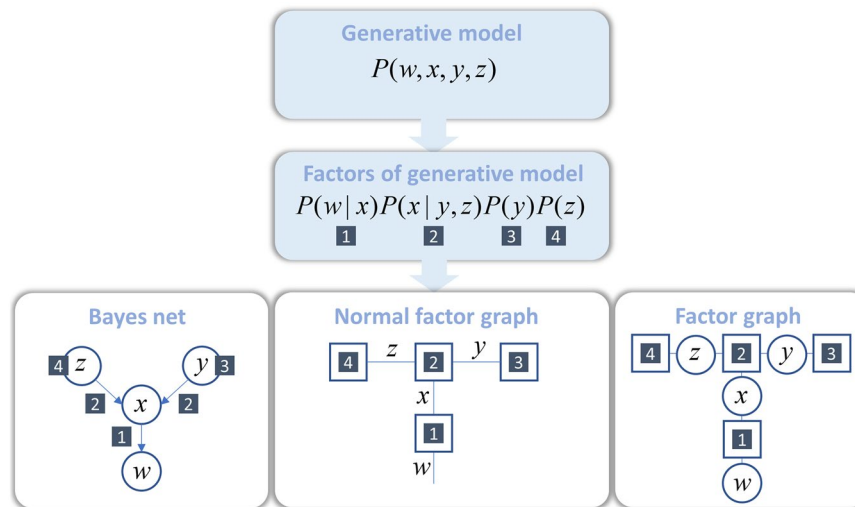 Generative model
P(w, x, y, z)
Factors of generative model
P(w | x)P(x | y, z)P(y)P(z)
1 2 3 4
Bayes net
4 z y 3
2 x 2
1
w
Normal factor graph
4 z 2 y 3
x
1
w
Factor graph
4 z 2 y 3
x
1
w